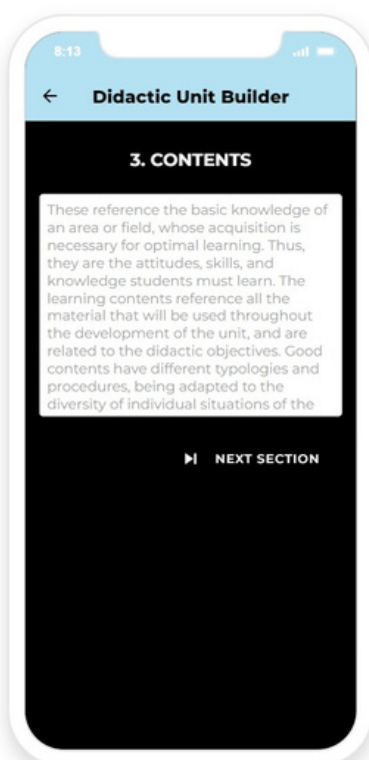 8:13
Didactic Unit Builder
3. CONTENTS
These reference the basic knowledge of
an area or field, whose acquisition is
necessary for optimal learning. Thus,
they are the attitudes, skills, and
knowledge students must learn. The
learning contents reference all the
material that will be used throughout
the development of the unit, and are
related to the didactic objectives. Good
contents have different typologies and
procedures, being adapted to the
diversity of individual situations of the
NEXT SECTION